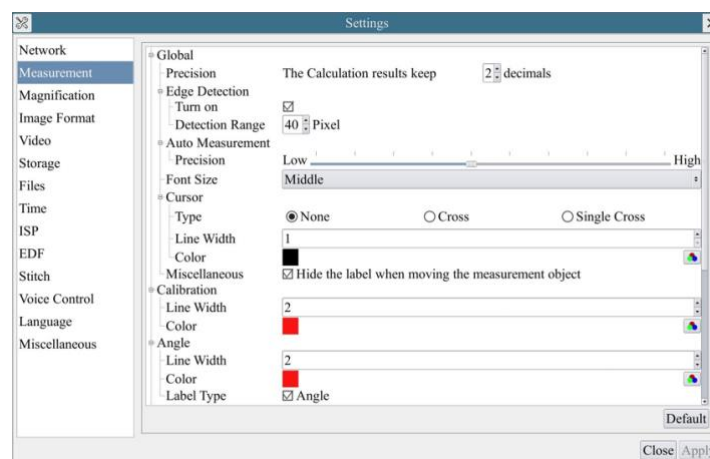 Settings
Network
Measurement
Magnification
Image Format
Video
Storage
Files
Time
ISP
EDF
Stitch
Voice Control
Language
Miscellaneous
Global
Precision The Calculation results keep 2 decimals
Edge Detection
Turn on
Detection Range 40 Pixel
Auto Measurement
Precision Low High
Font Size Middle
Cursor
Type None Cross Single Cross
Line Width 1
Color
Miscellaneous Hide the label when moving the measurement object
Calibration
Line Width 2
Color
Angle
Line Width 2
Color
Label Type Angle
Default
Close Apply